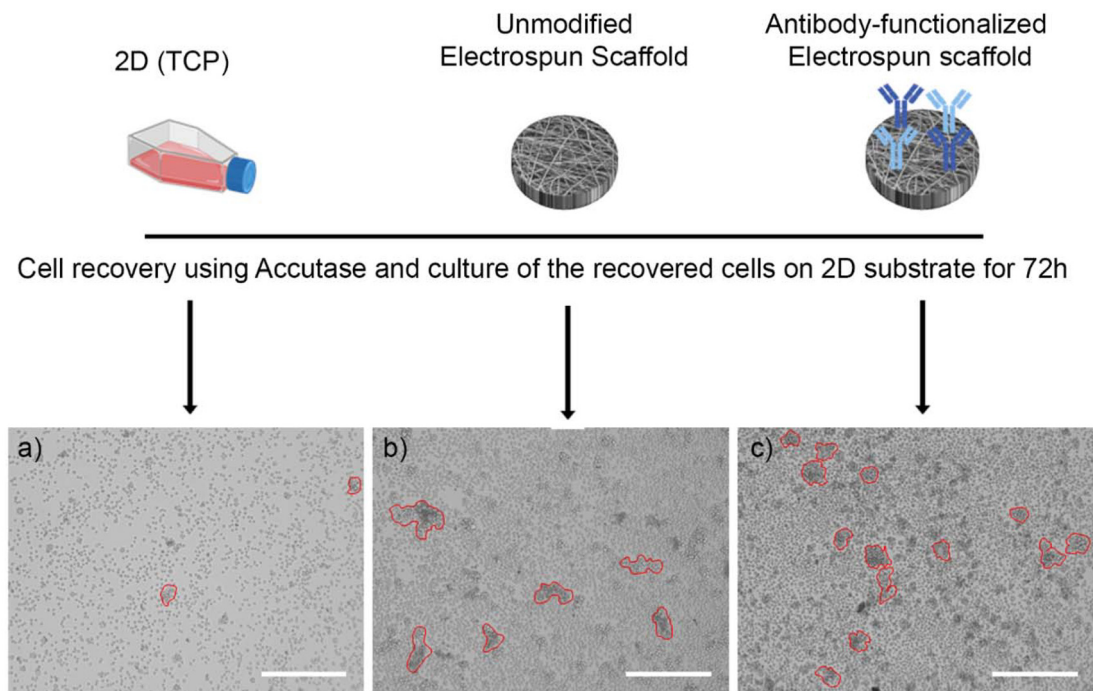 2D (TCP)
Unmodified
Electrospun Scaffold
Antibody-functionalized
Electrospun scaffold
Cell recovery using Accutase and culture of the recovered cells on 2D substrate for 72h
a)
b)
c)